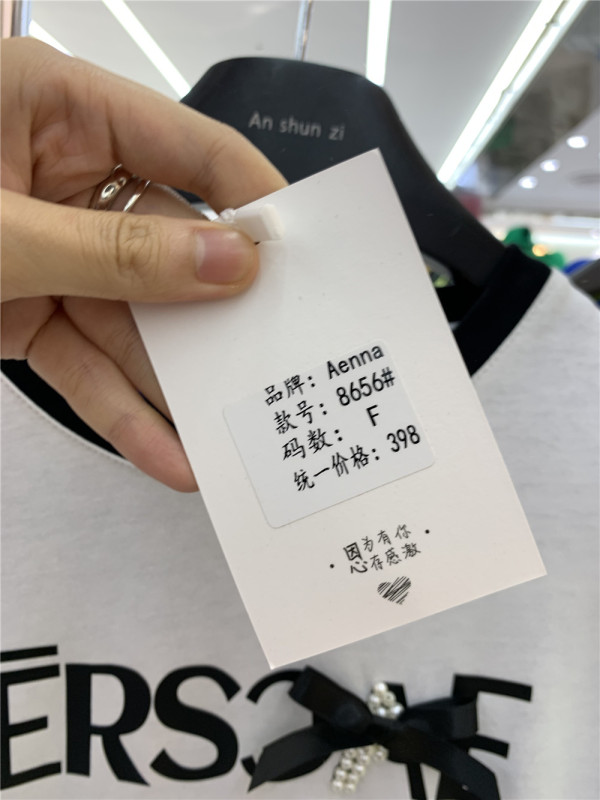 An shun zi
品牌: Aenna
款号: 8656#
码数: F
统一价格: 398
·因为有你·
心存感激